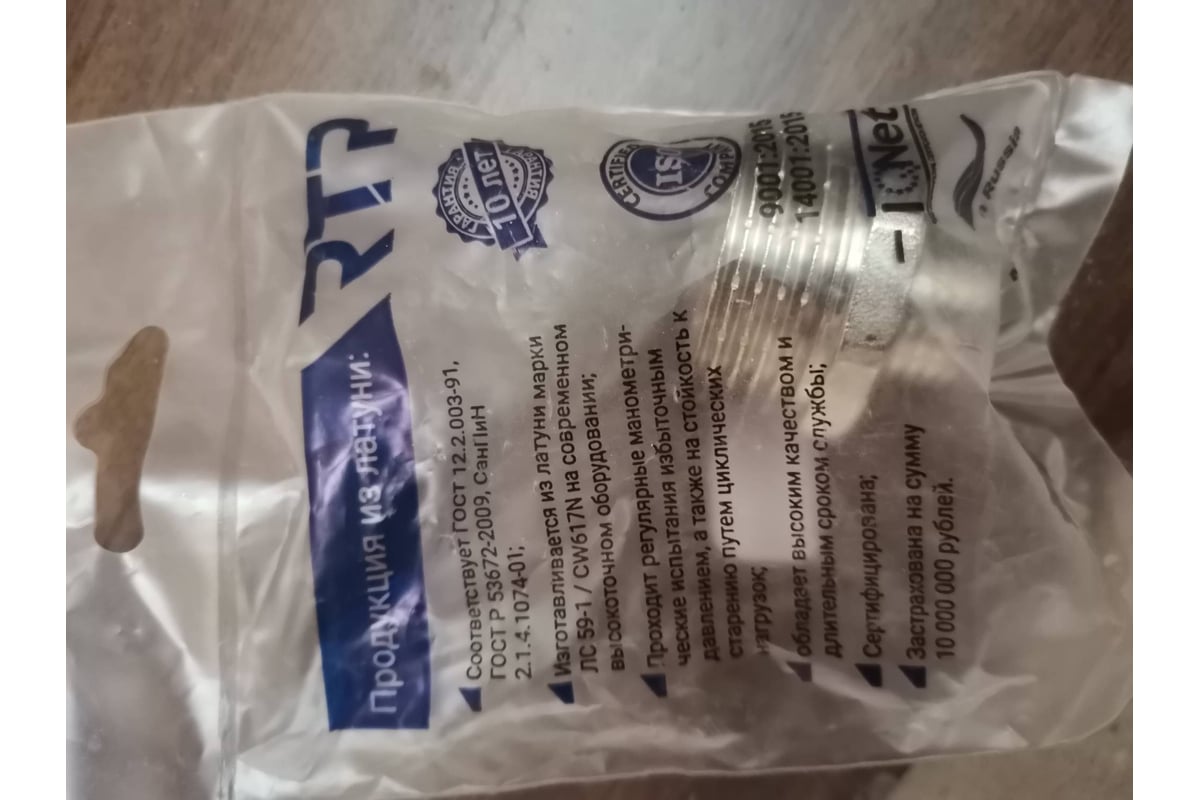 RTP
Продукция из латуни:
ГАРАНТИЯ
10 ЛЕТ
ГАРАНТИЯ
CERTIFIED
ISO
COMPANY
9001:2015
14001:2015
IQNet
Russia
Соответствует ГОСТ 12.2.003-91,
ГОСТ Р 53672-2009, СанПиН
2.1.4.1074-01;
Изготавливается из латуни марки
ЛС 59-1 / CW617N на современном
высокоточном оборудовании;
Проходит регулярные манометри-
ческие испытания избыточным
давлением, а также на стойкость к
старению путем циклических
нагрузок;
обладает высоким качеством и
длительным сроком службы;
Сертифицирована;
Застрахована на сумму
10 000 000 рублей.